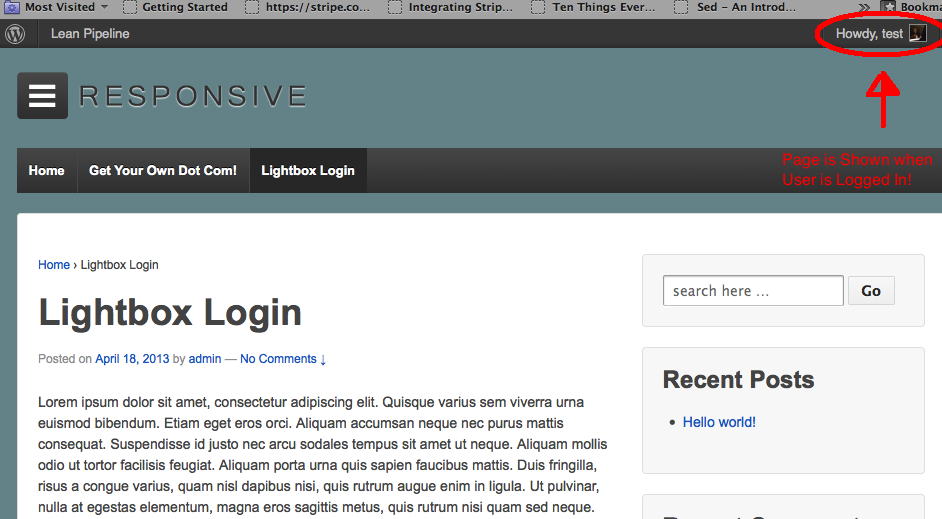 Most Visited Getting Started https://stripe.co... Integrating Strip... Ten Things Ever... Sed – An Introd... » Bookma
Lean Pipeline Howdy, test
RESPONSIVE
Home Get Your Own Dot Com! Lightbox Login
Page is Shown when
User is Logged In!
Home › Lightbox Login
Lightbox Login
Posted on April 18, 2013 by admin — No Comments ↓
Lorem ipsum dolor sit amet, consectetur adipiscing elit. Quisque varius sem viverra urna
euismod bibendum. Etiam eget eros orci. Aliquam accumsan neque nec purus mattis
consequat. Suspendisse id justo nec arcu sodales tempus sit amet ut neque. Aliquam mollis
odio ut tortor facilisis feugiat. Aliquam porta urna quis sapien faucibus mattis. Duis fringilla,
risus a congue varius, quam nisl dapibus nisi, quis rutrum augue enim in ligula. Ut pulvinar,
nulla at egestas elementum, magna eros sagittis metus, quis rutrum nisi quam sed neque.
search here … Go
Recent Posts
• Hello world!